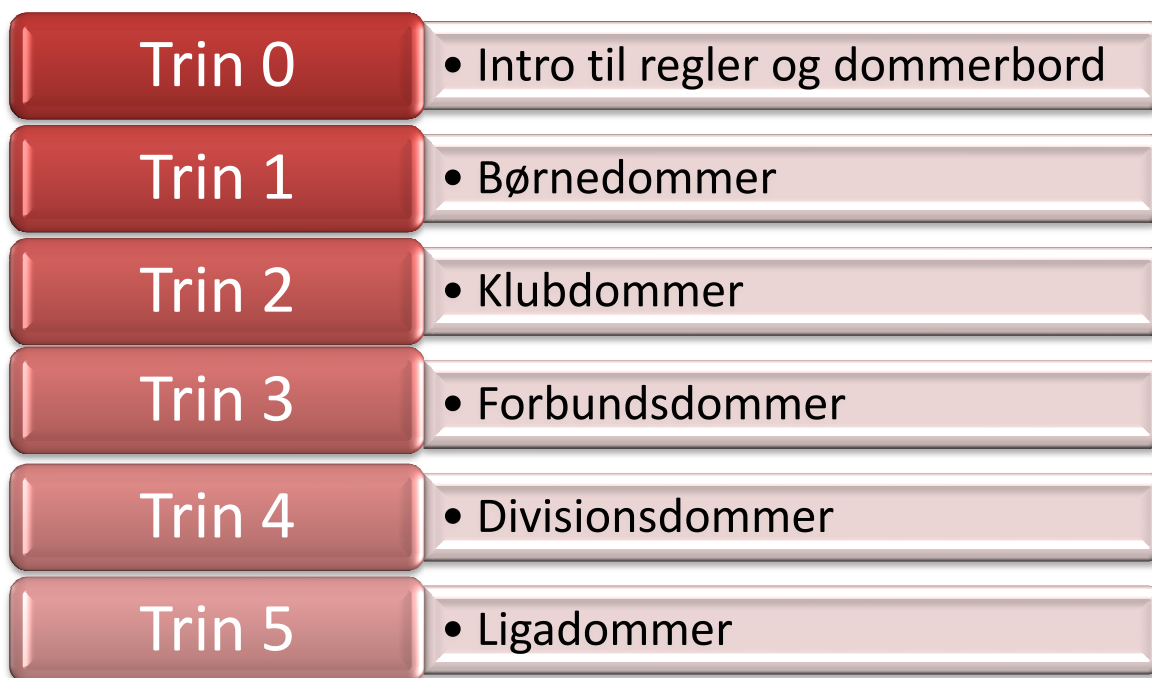 Trin 0
• Intro til regler og dommerbord
Trin 1
• Børnedommer
Trin 2
• Klubdommer
Trin 3
• Forbundsdommer
Trin 4
• Divisionsdommer
Trin 5
• Ligadommer